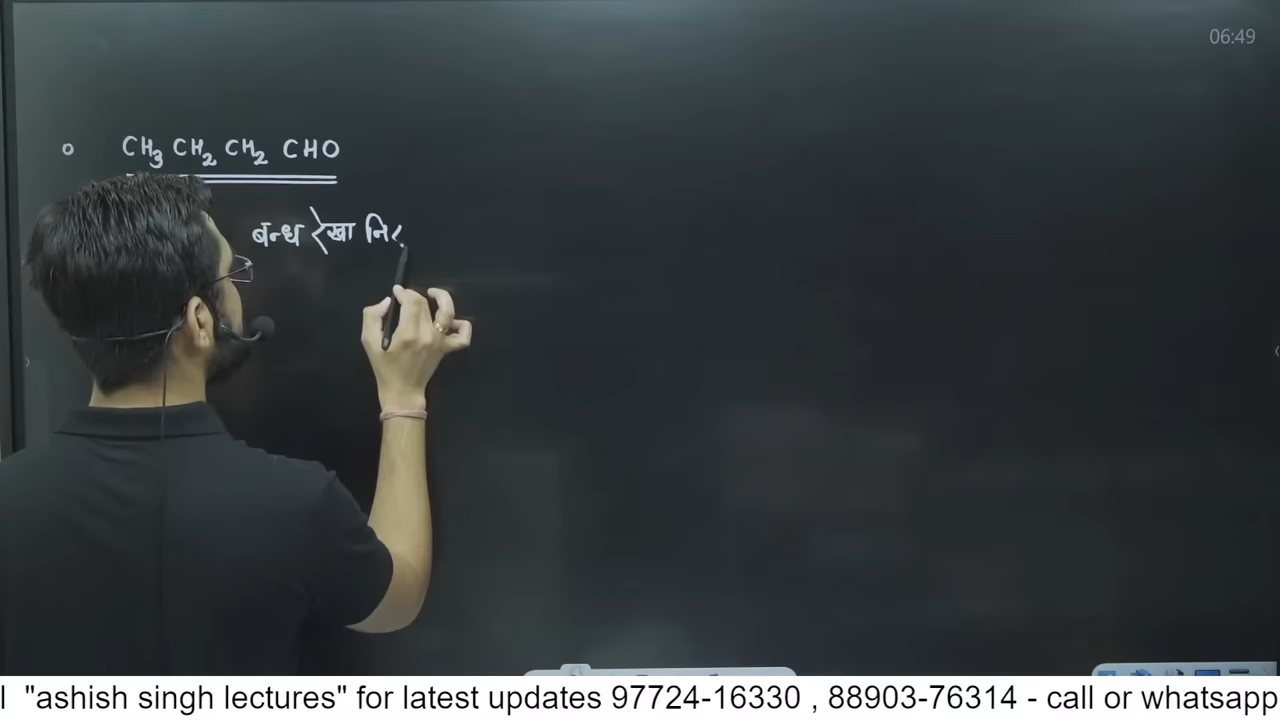 06:49
CH₃ CH₂ CH₂ CHO
बन्ध रेखा
l "ashish singh lectures" for latest updates 97724-16330 , 88903-76314 - call or whatsapp